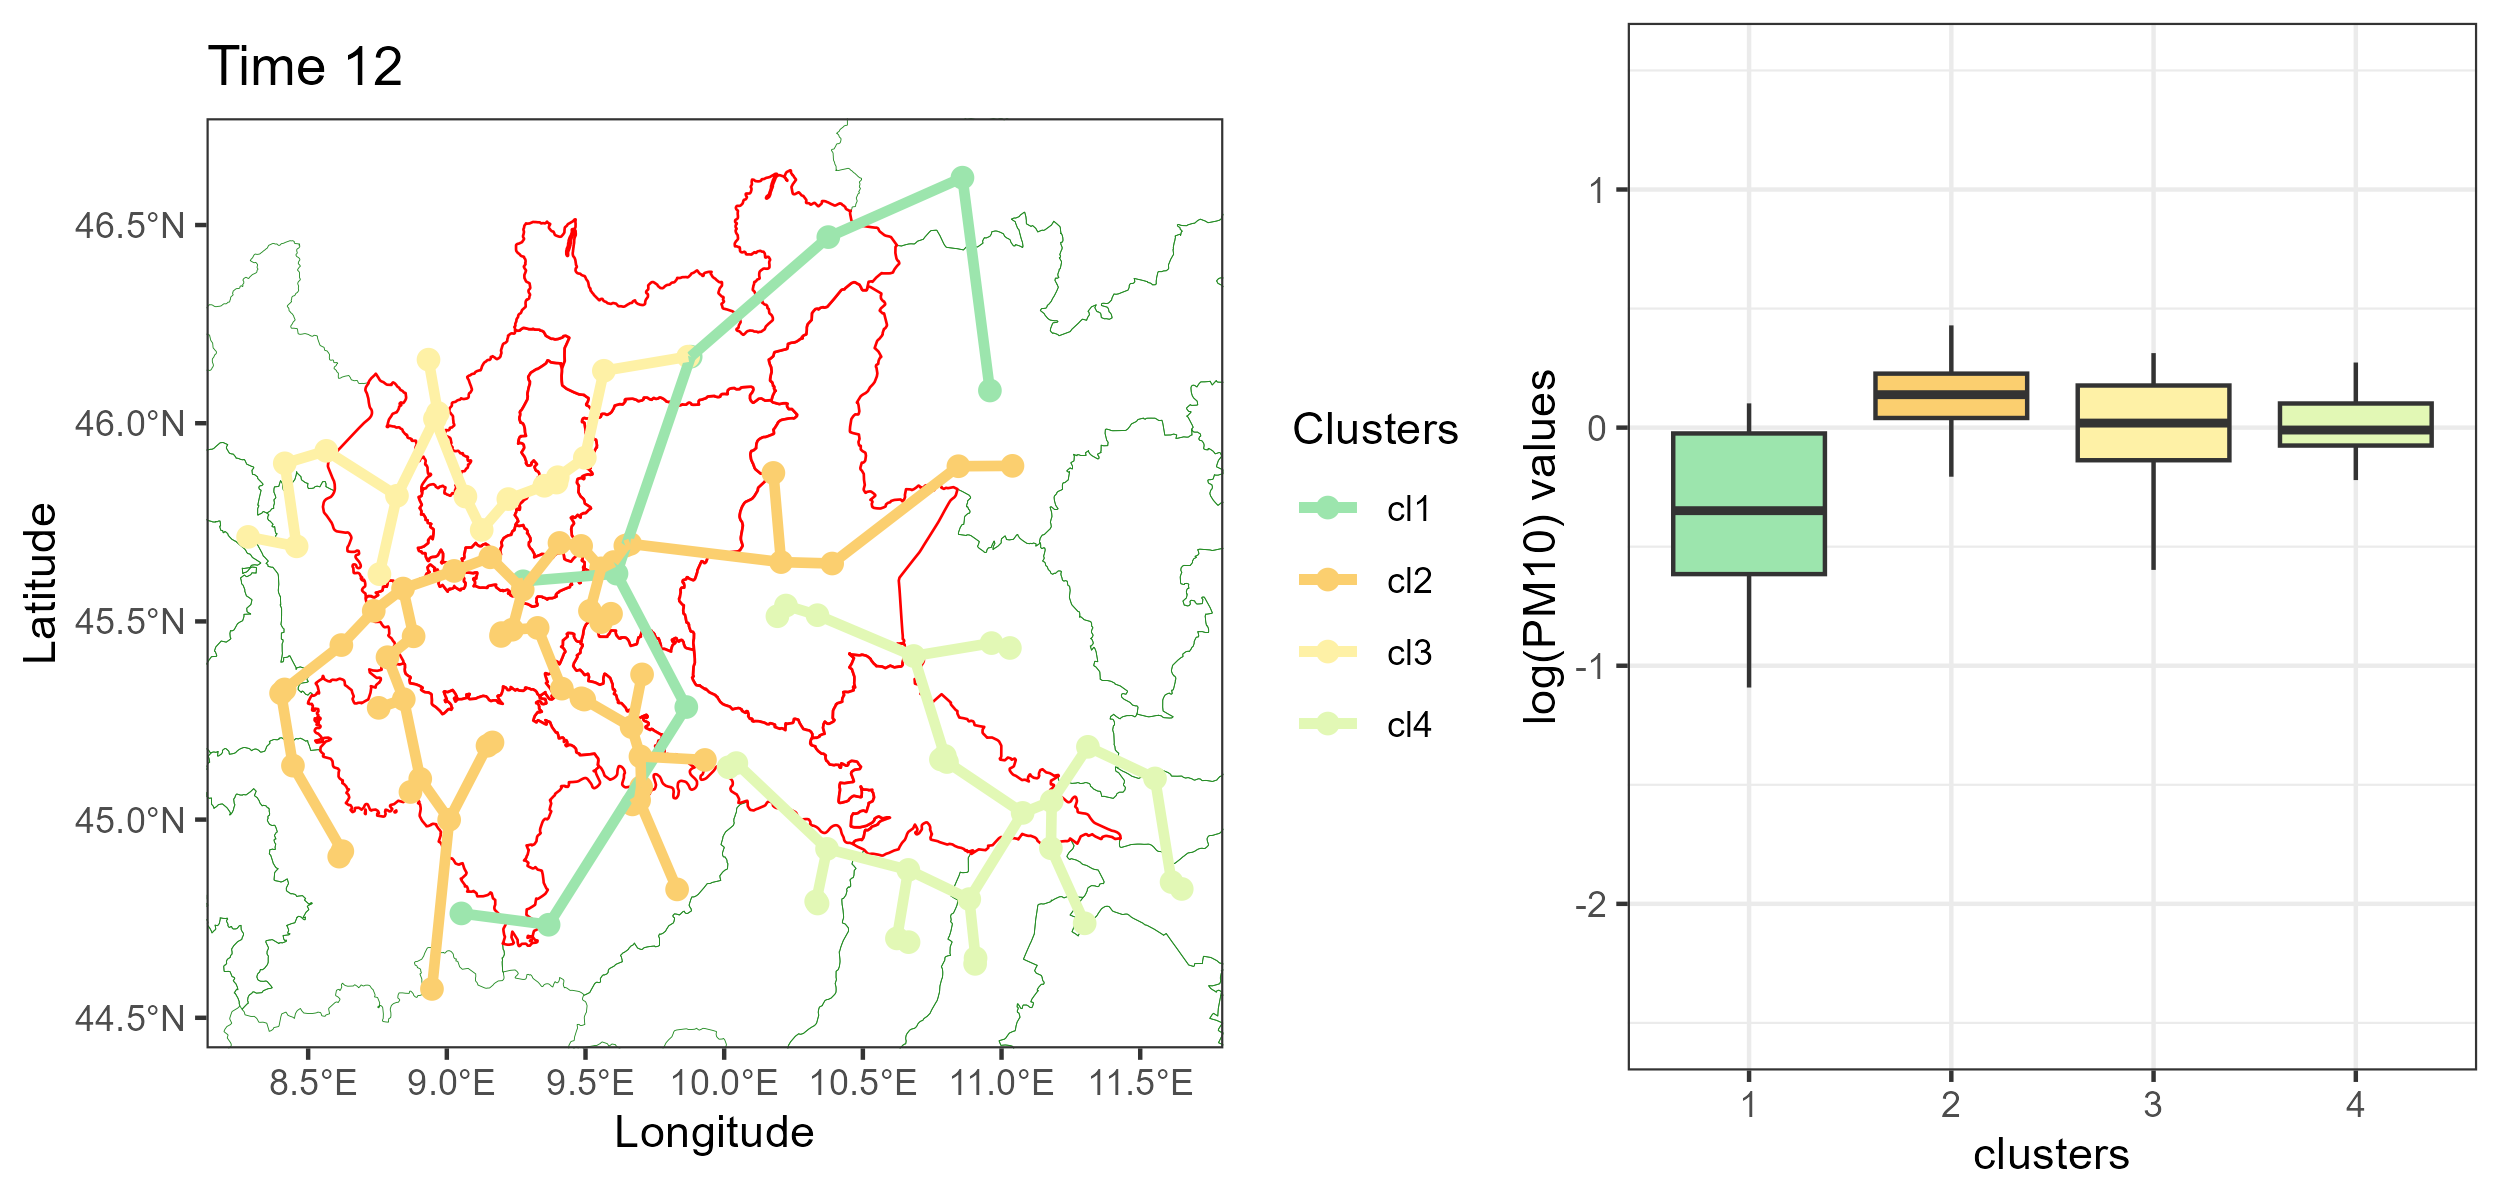 Time 12
Latitude
46.5°N
46.0°N
45.5°N
45.0°N
44.5°N
8.5°E
9.0°E
9.5°E
10.0°E
10.5°E
11.0°E
11.5°E
Longitude
Clusters
cl1
cl2
cl3
cl4
log(PM10) values
1
0
-1
-2
1
2
3
4
clusters